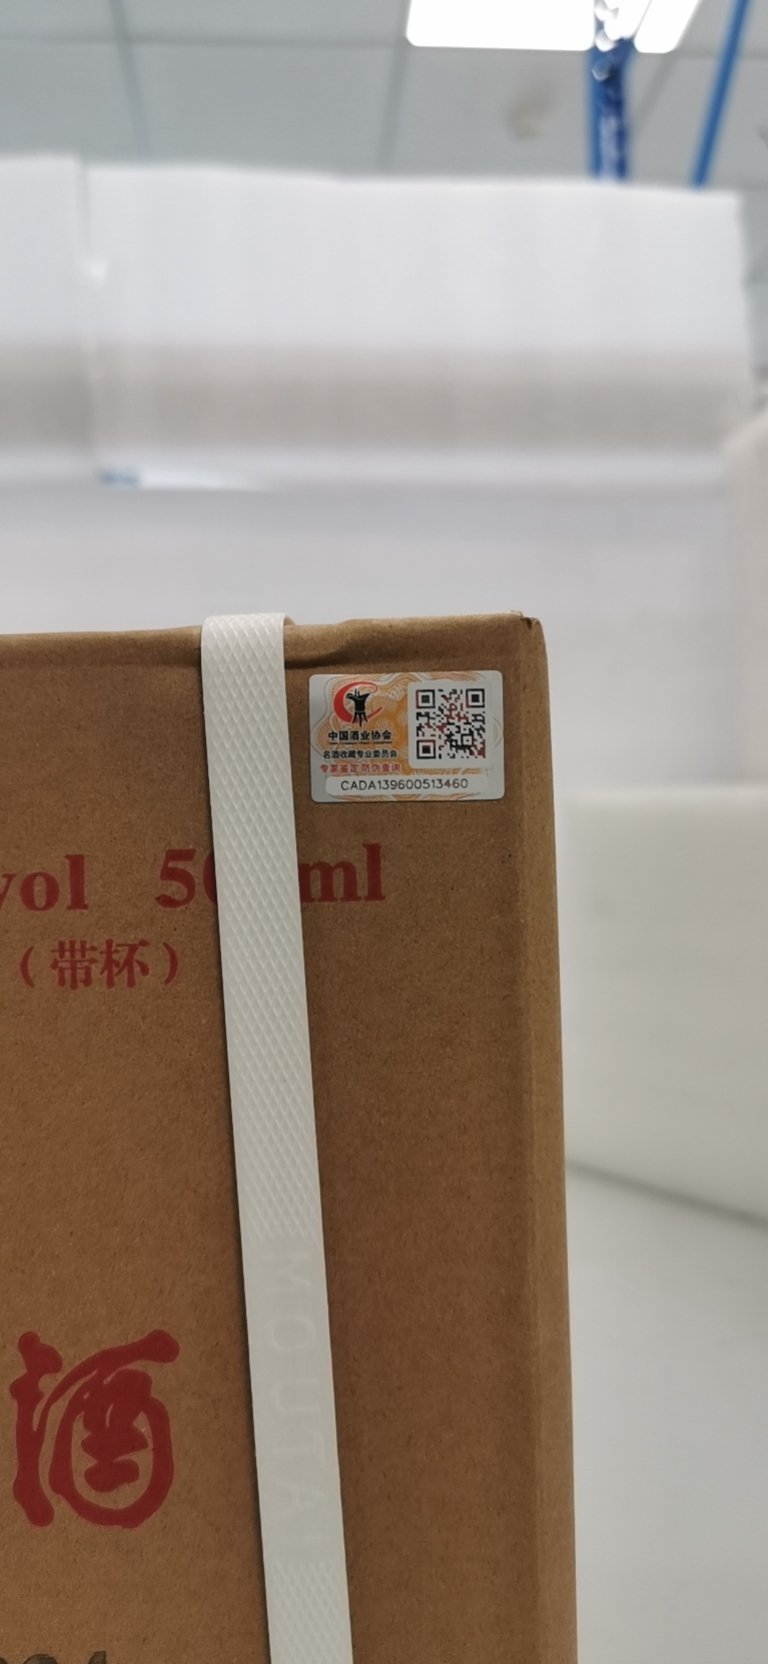 中国酒业协会
名酒收藏专业委员会
专家鉴定 防伪查询
CADA139600513460
vol 50 ml
（带杯）
酒
MOUTAI